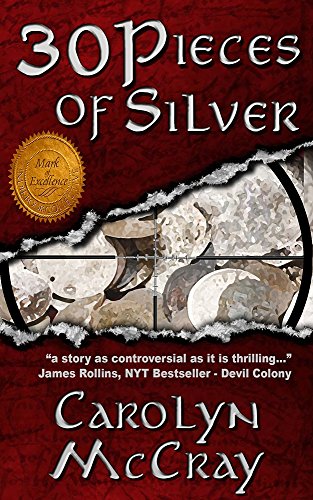 30 Pieces
of Silver
Mark
of
Excellence
“a story as controversial as it is thrilling...”
James Rollins, NYT Bestseller - Devil Colony
Carolyn
McCray